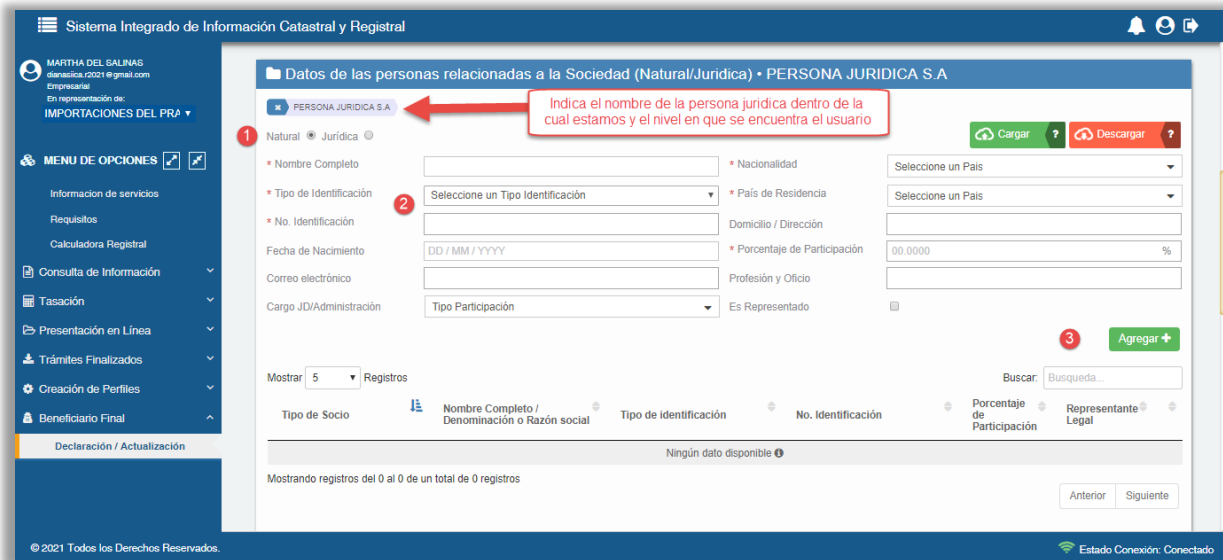 Sistema Integrado de Información Catastral y Registral
MARTHA DEL SALINAS
dianasiica.r2021@gmail.com
Empresarial
En representación de:
IMPORTACIONES DEL PRA
MENU DE OPCIONES
Informacion de servicios
Requisitos
Calculadora Registral
Consulta de Información
Tasación
Presentación en Línea
Trámites Finalizados
Creación de Perfiles
Beneficiario Final
Declaración / Actualización
Datos de las personas relacionadas a la Sociedad (Natural/Juridica) • PERSONA JURIDICA S.A
PERSONA JURIDICA S.A
Indica el nombre de la persona juridica dentro de la
cual estamos y el nivel en que se encuentra el usuario
1 Natural Jurídica
Cargar ? Descargar ?
* Nombre Completo
* Nacionalidad Seleccione un Pais
* Tipo de Identificación 2 Seleccione un Tipo Identificación
* País de Residencia Seleccione un Pais
* No. Identificación
Domicilio / Dirección
Fecha de Nacimiento DD / MM / YYYY
* Porcentaje de Participación 00.0000 %
Correo electrónico
Profesión y Oficio
Cargo JD/Administración Tipo Participación
Es Representado
3 Agregar +
Mostrar 5 Registros
Buscar: Busqueda...
Tipo de Socio
Nombre Completo /
Denominación o Razón social
Tipo de identificación
No. Identificación
Porcentaje
de
Participación
Representante
Legal
Ningún dato disponible
Mostrando registros del 0 al 0 de un total de 0 registros
Anterior Siguiente
© 2021 Todos los Derechos Reservados.
Estado Conexión: Conectado